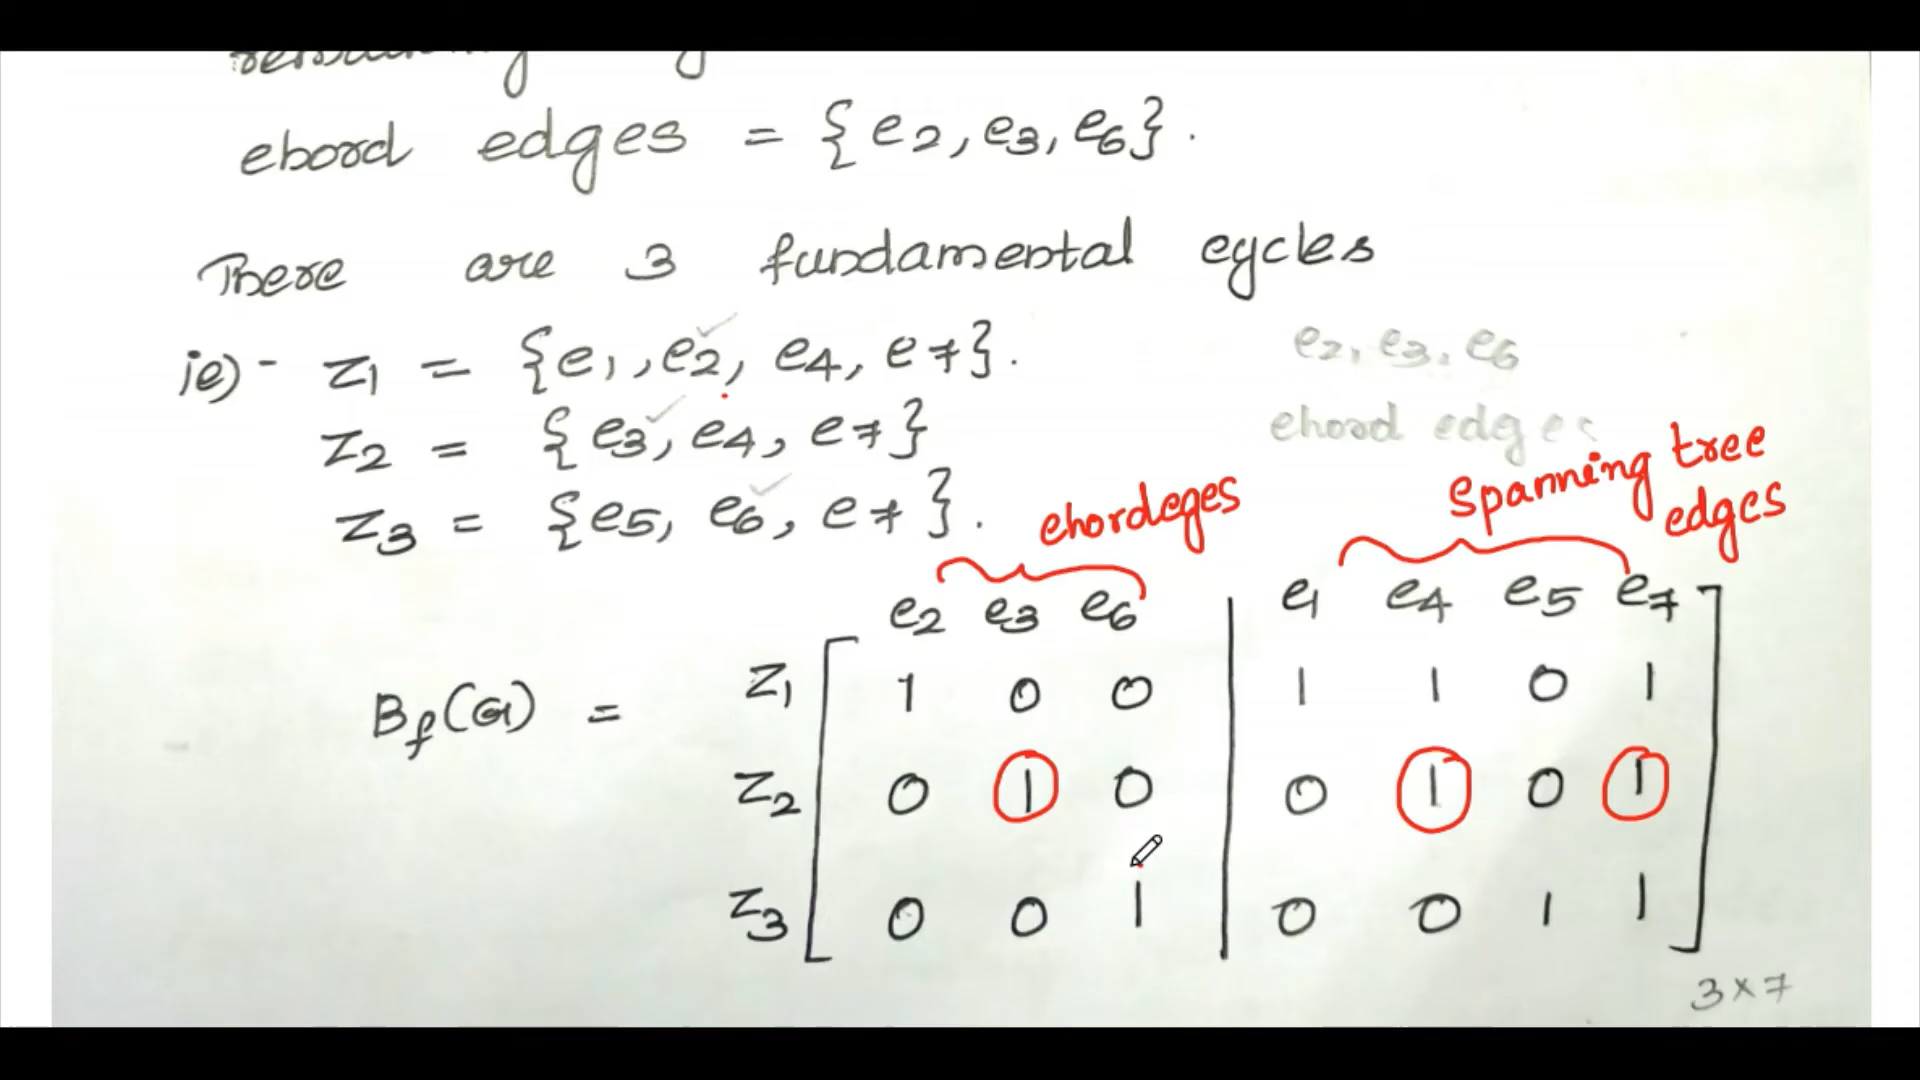 ebord edges = {e2, e3, e6}.
There are 3 fundamental cycles
ie)- Z1 = {e1, e2, e4, e7}.
e2, e3, e6
Z2 = {e3, e4, e7}
chord edges
Z3 = {e5, e6, e7}.
chordeges
Spanning tree
edges
e2 e3 e6 e1 e4 e5 e7
Bf(G) = Z1 1 0 0 1 1 0 1
Z2 0 1 0 0 1 0 1
Z3 0 0 1 0 0 1 1
3×7